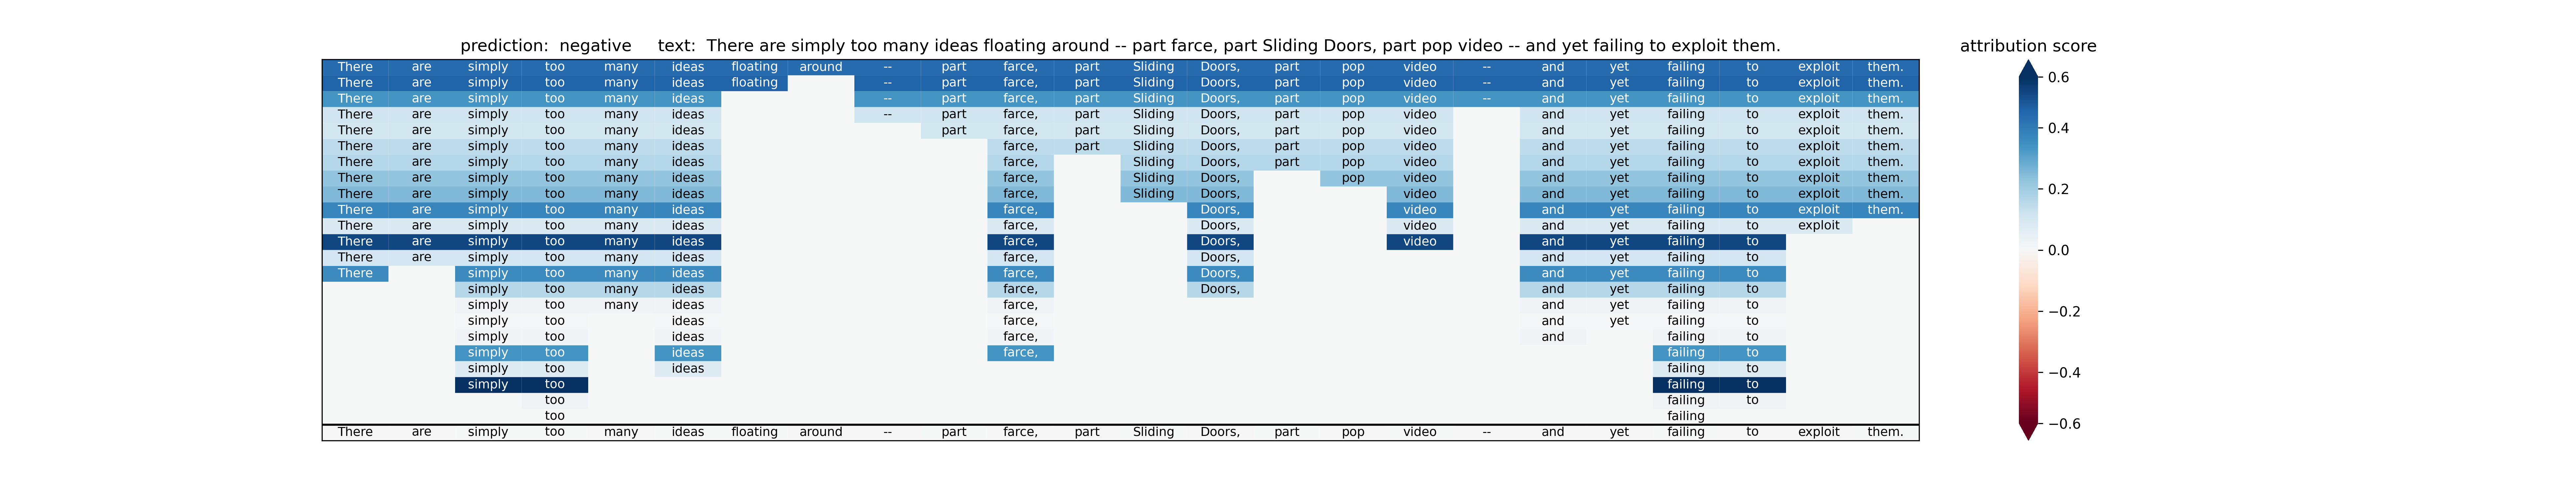 prediction: negative text: There are simply too many ideas floating around -- part farce, part Sliding Doors, part pop video -- and yet failing to exploit them.
There are simply too many ideas floating around -- part farce, part Sliding Doors, part pop video -- and yet failing to exploit them.
There are simply too many ideas floating -- part farce, part Sliding Doors, part pop video -- and yet failing to exploit them.
There are simply too many ideas -- part farce, part Sliding Doors, part pop video -- and yet failing to exploit them.
There are simply too many ideas -- part farce, part Sliding Doors, part pop video and yet failing to exploit them.
There are simply too many ideas part farce, part Sliding Doors, part pop video and yet failing to exploit them.
There are simply too many ideas farce, part Sliding Doors, part pop video and yet failing to exploit them.
There are simply too many ideas farce, Sliding Doors, part pop video and yet failing to exploit them.
There are simply too many ideas farce, Sliding Doors, pop video and yet failing to exploit them.
There are simply too many ideas farce, Sliding Doors, video and yet failing to exploit them.
There are simply too many ideas farce, Doors, video and yet failing to exploit them.
There are simply too many ideas farce, Doors, video and yet failing to exploit
There are simply too many ideas farce, Doors, video and yet failing to
There are simply too many ideas farce, Doors, and yet failing to
There simply too many ideas farce, Doors, and yet failing to
simply too many ideas farce, Doors, and yet failing to
simply too many ideas farce, and yet failing to
simply too ideas farce, and yet failing to
simply too ideas farce, and failing to
simply too ideas farce, failing to
simply too ideas failing to
simply too failing to
too failing to
too failing
There are simply too many ideas floating around -- part farce, part Sliding Doors, part pop video -- and yet failing to exploit them.
attribution score
0.6
0.4
0.2
0.0
−0.2
−0.4
−0.6